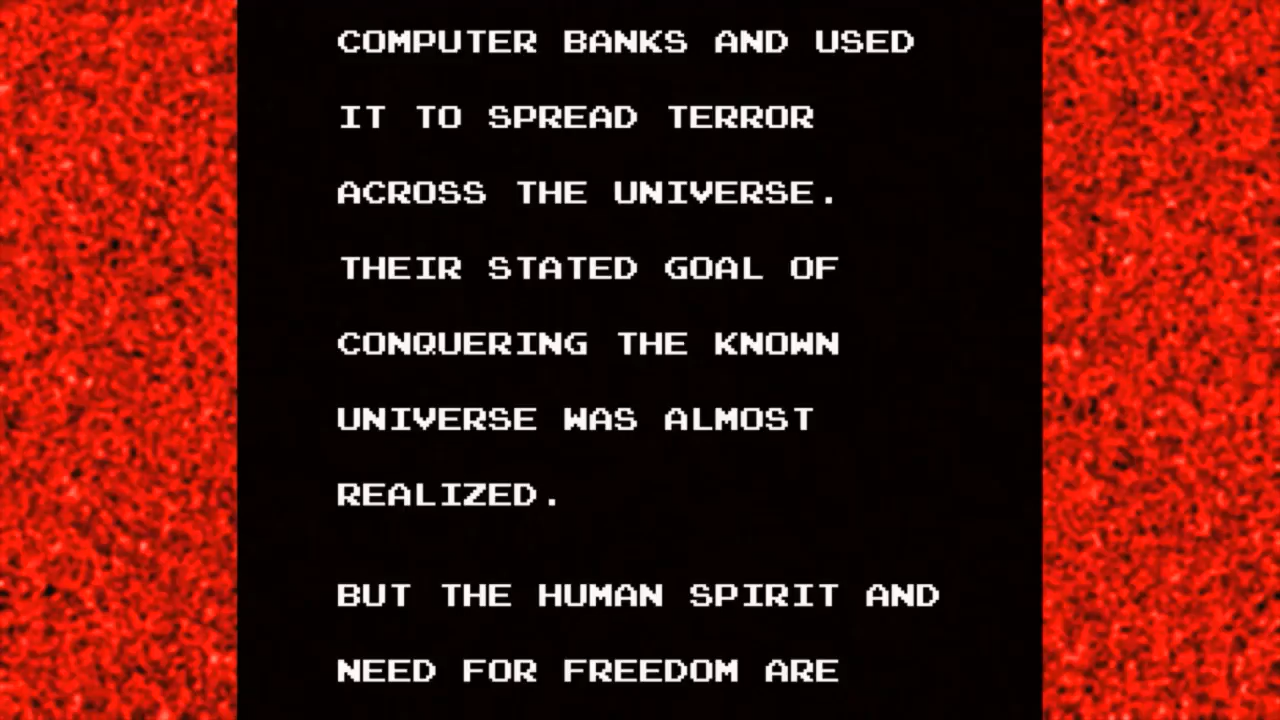 COMPUTER BANKS AND USED
IT TO SPREAD TERROR
ACROSS THE UNIVERSE.
THEIR STATED GOAL OF
CONQUERING THE KNOWN
UNIVERSE WAS ALMOST
REALIZED.
BUT THE HUMAN SPIRIT AND
NEED FOR FREEDOM ARE